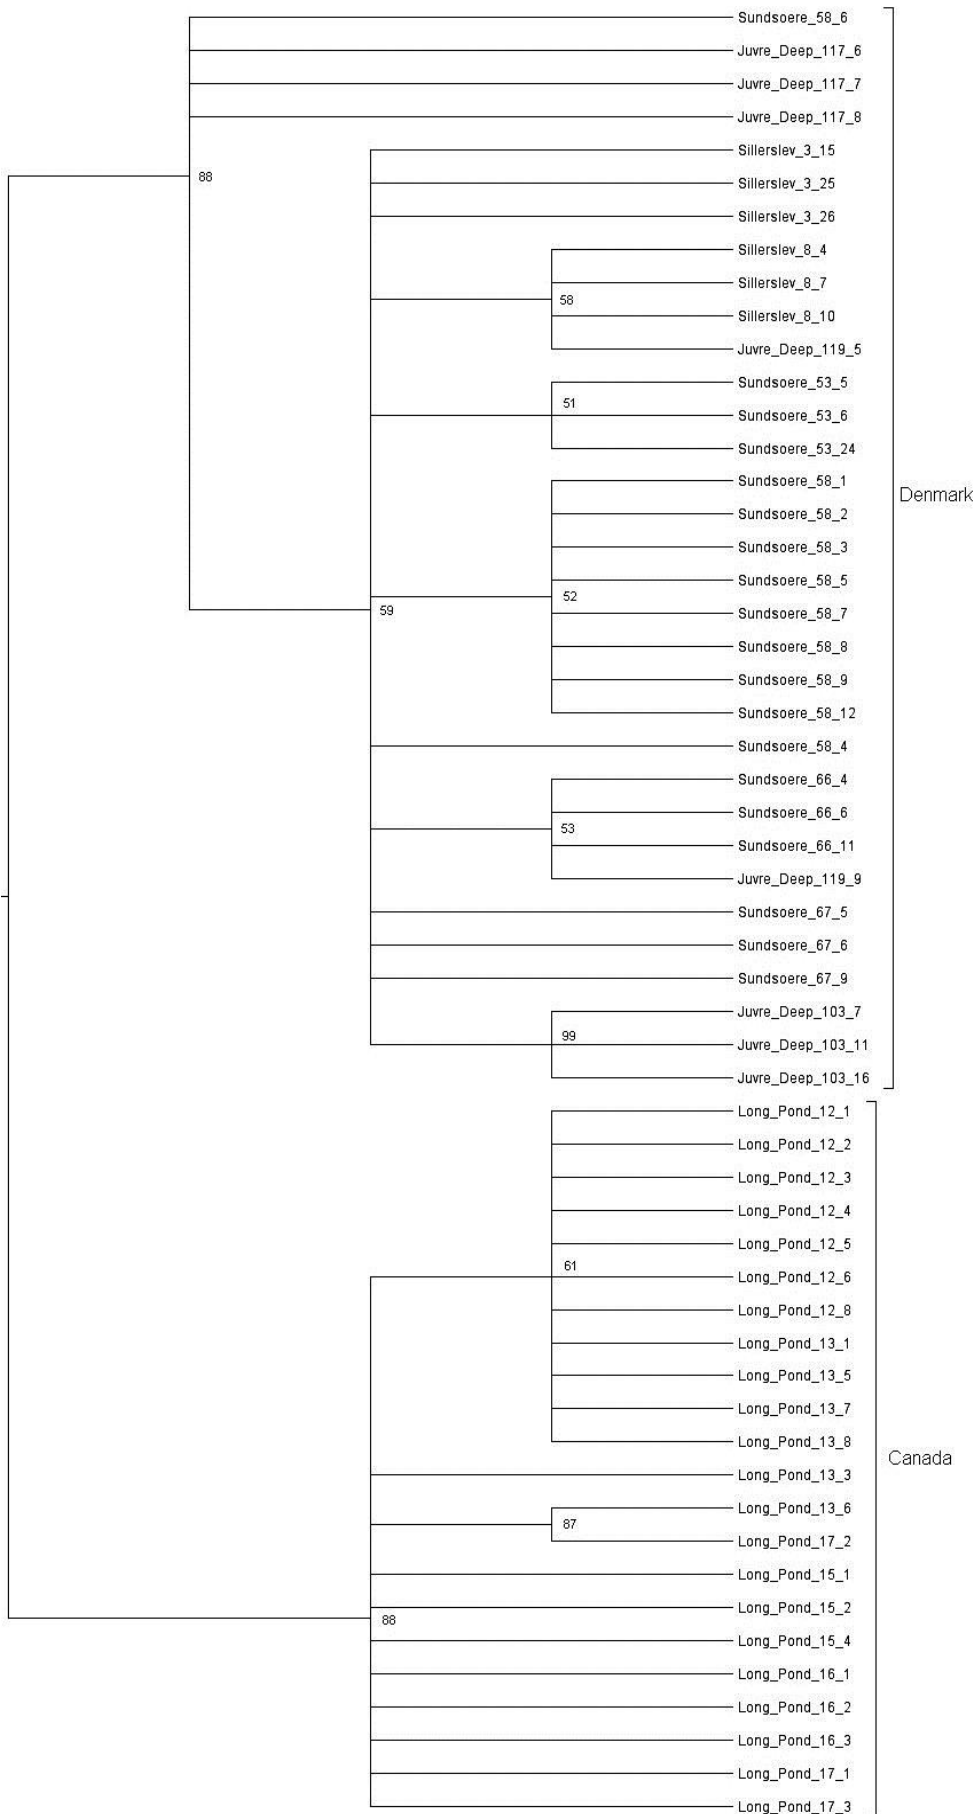 Sundsoere_58_6
Juvre_Deep_117_6
Juvre_Deep_117_7
Juvre_Deep_117_8
Sillerslev_3_15
88
Sillerslev_3_25
Sillerslev_3_26
Sillerslev_8_4
Sillerslev_8_7
58
Sillerslev_8_10
Juvre_Deep_119_5
Sundsoere_53_5
51
Sundsoere_53_6
Sundsoere_53_24
Sundsoere_58_1
Denmark
Sundsoere_58_2
Sundsoere_58_3
Sundsoere_58_5
52
59
Sundsoere_58_7
Sundsoere_58_8
Sundsoere_58_9
Sundsoere_58_12
Sundsoere_58_4
Sundsoere_66_4
Sundsoere_66_6
53
Sundsoere_66_11
Juvre_Deep_119_9
Sundsoere_67_5
Sundsoere_67_6
Sundsoere_67_9
Juvre_Deep_103_7
99
Juvre_Deep_103_11
Juvre_Deep_103_16
Long_Pond_12_1
Long_Pond_12_2
Long_Pond_12_3
Long_Pond_12_4
Long_Pond_12_5
61
Long_Pond_12_6
Long_Pond_12_8
Long_Pond_13_1
Long_Pond_13_5
Long_Pond_13_7
Long_Pond_13_8
Canada
Long_Pond_13_3
Long_Pond_13_6
87
Long_Pond_17_2
Long_Pond_15_1
Long_Pond_15_2
88
Long_Pond_15_4
Long_Pond_16_1
Long_Pond_16_2
Long_Pond_16_3
Long_Pond_17_1
Long_Pond_17_3